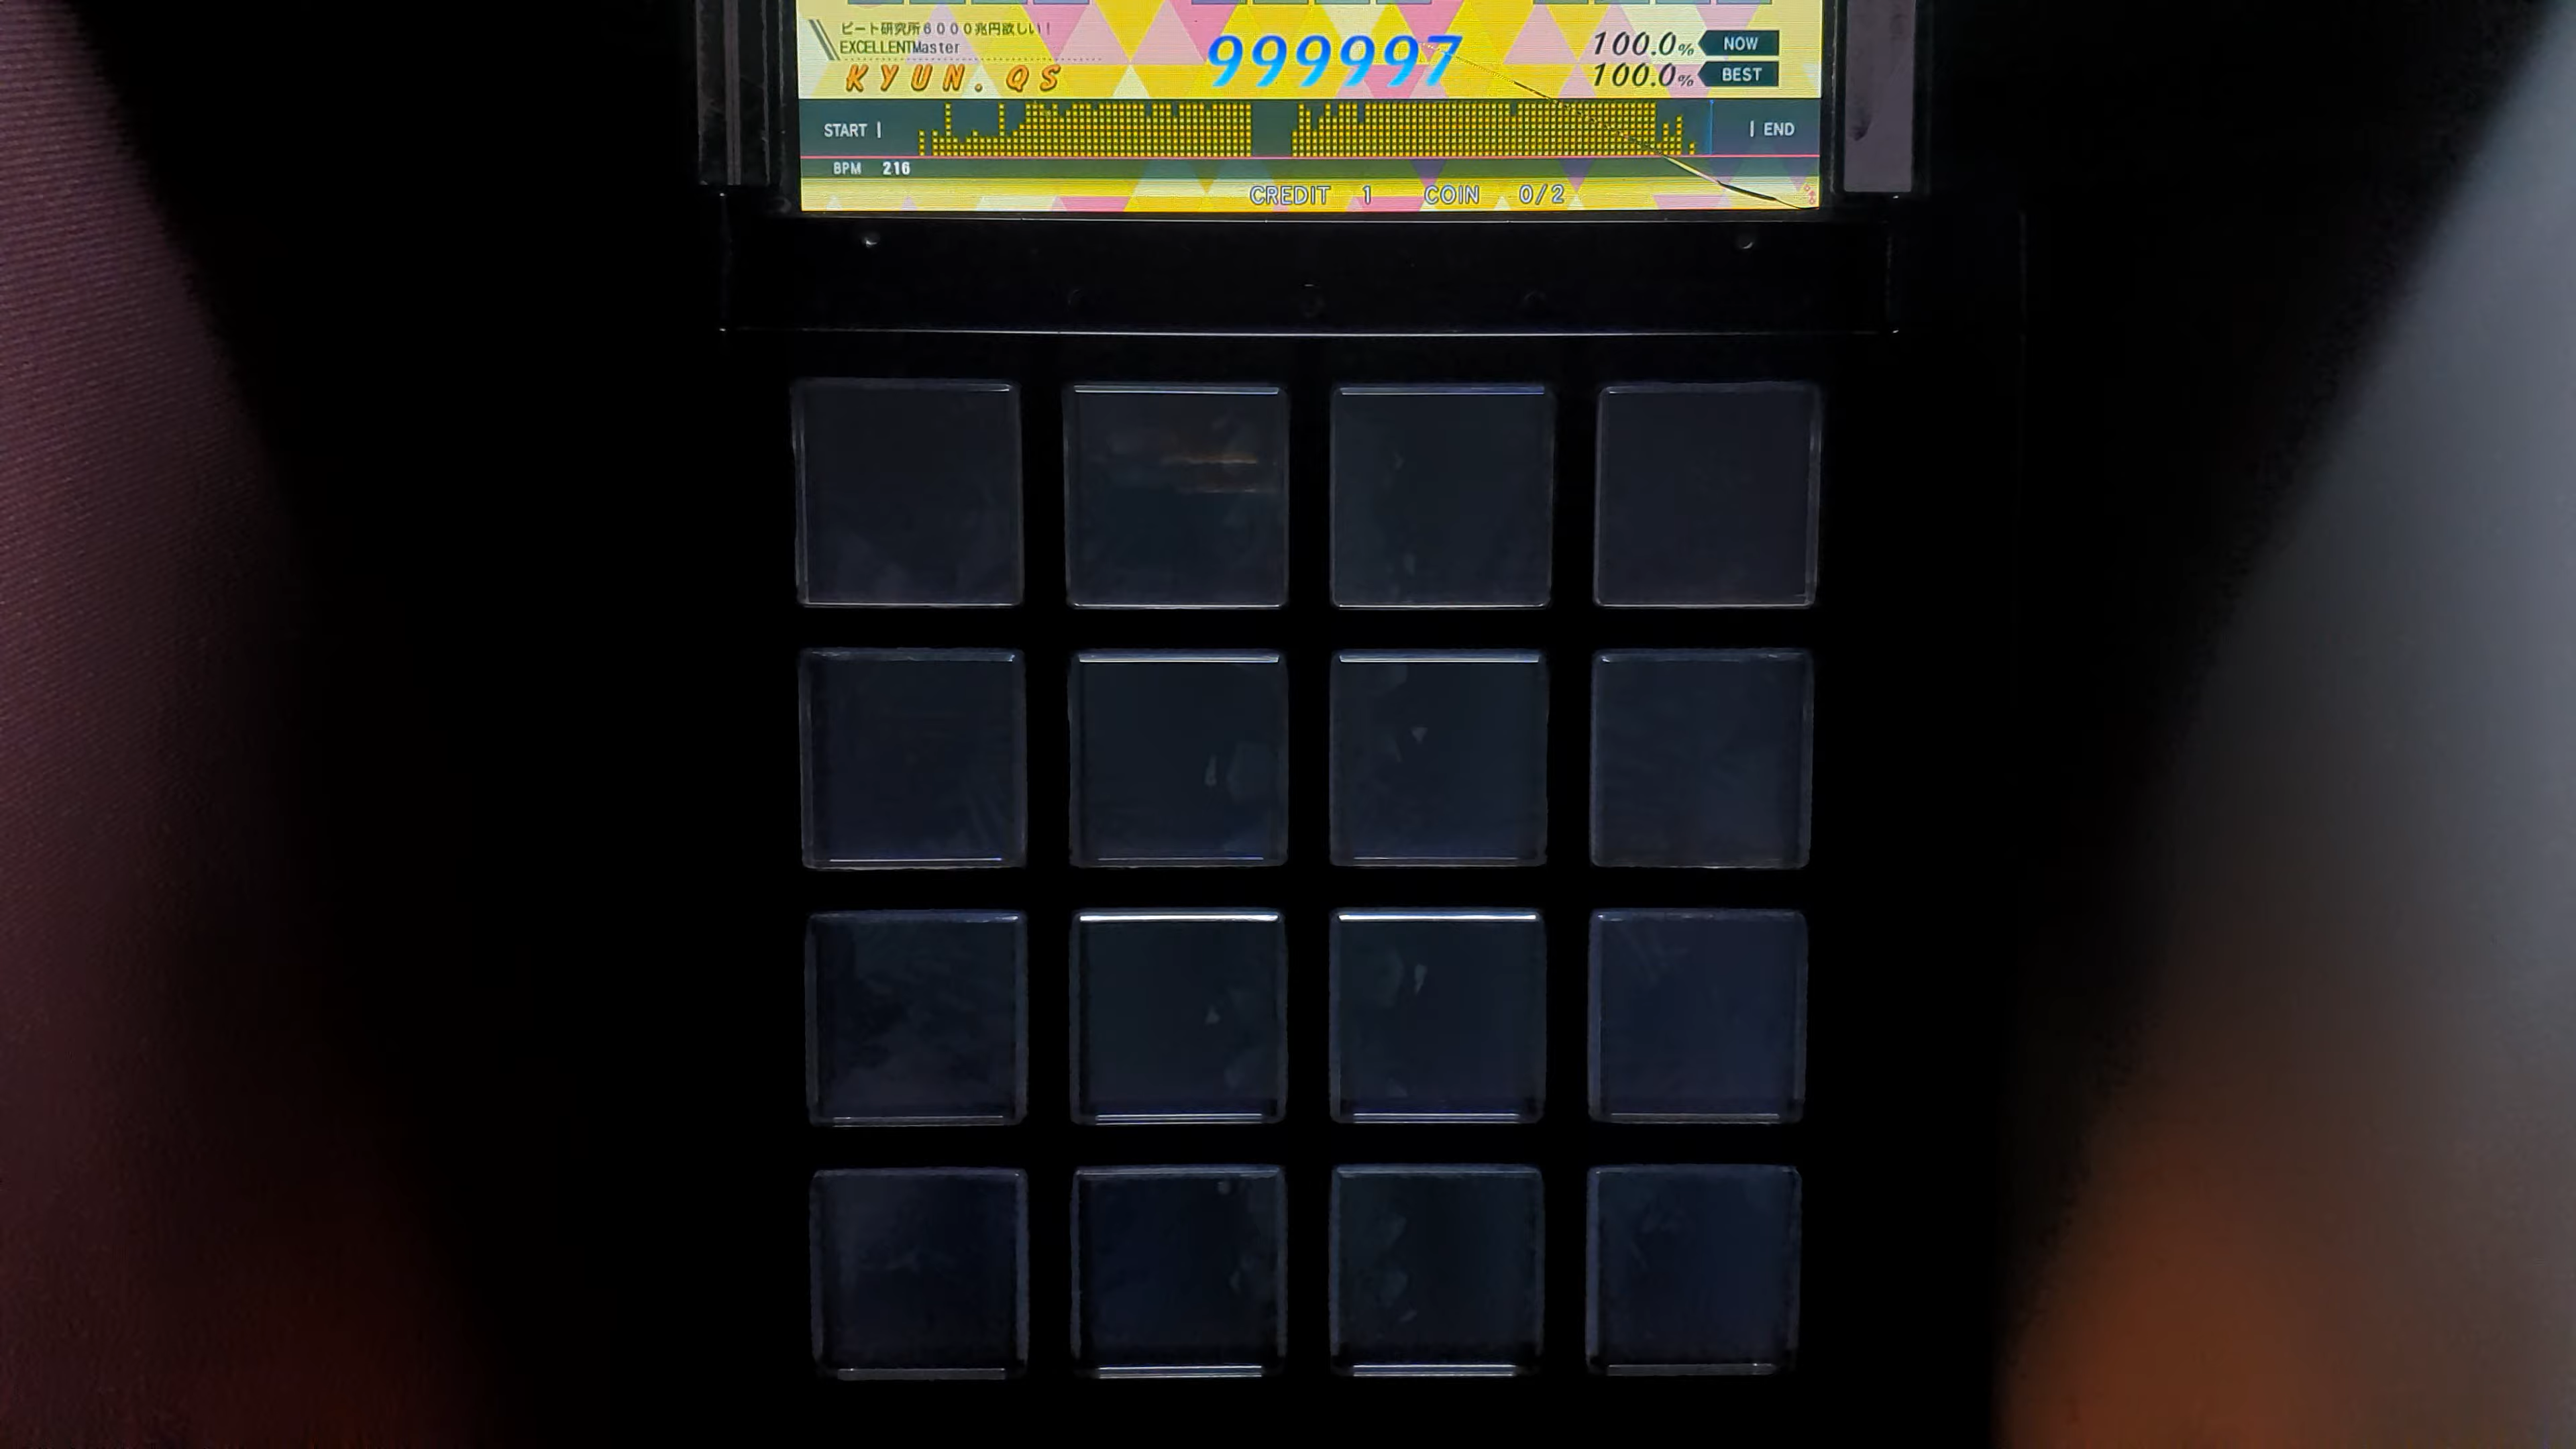 ビート研究所6000兆円欲しい!
EXCELLENTMaster
KYUN.QS
999997
100.0% NOW
100.0% BEST
START
END
BPM 216
CREDIT 1 COIN 0/2